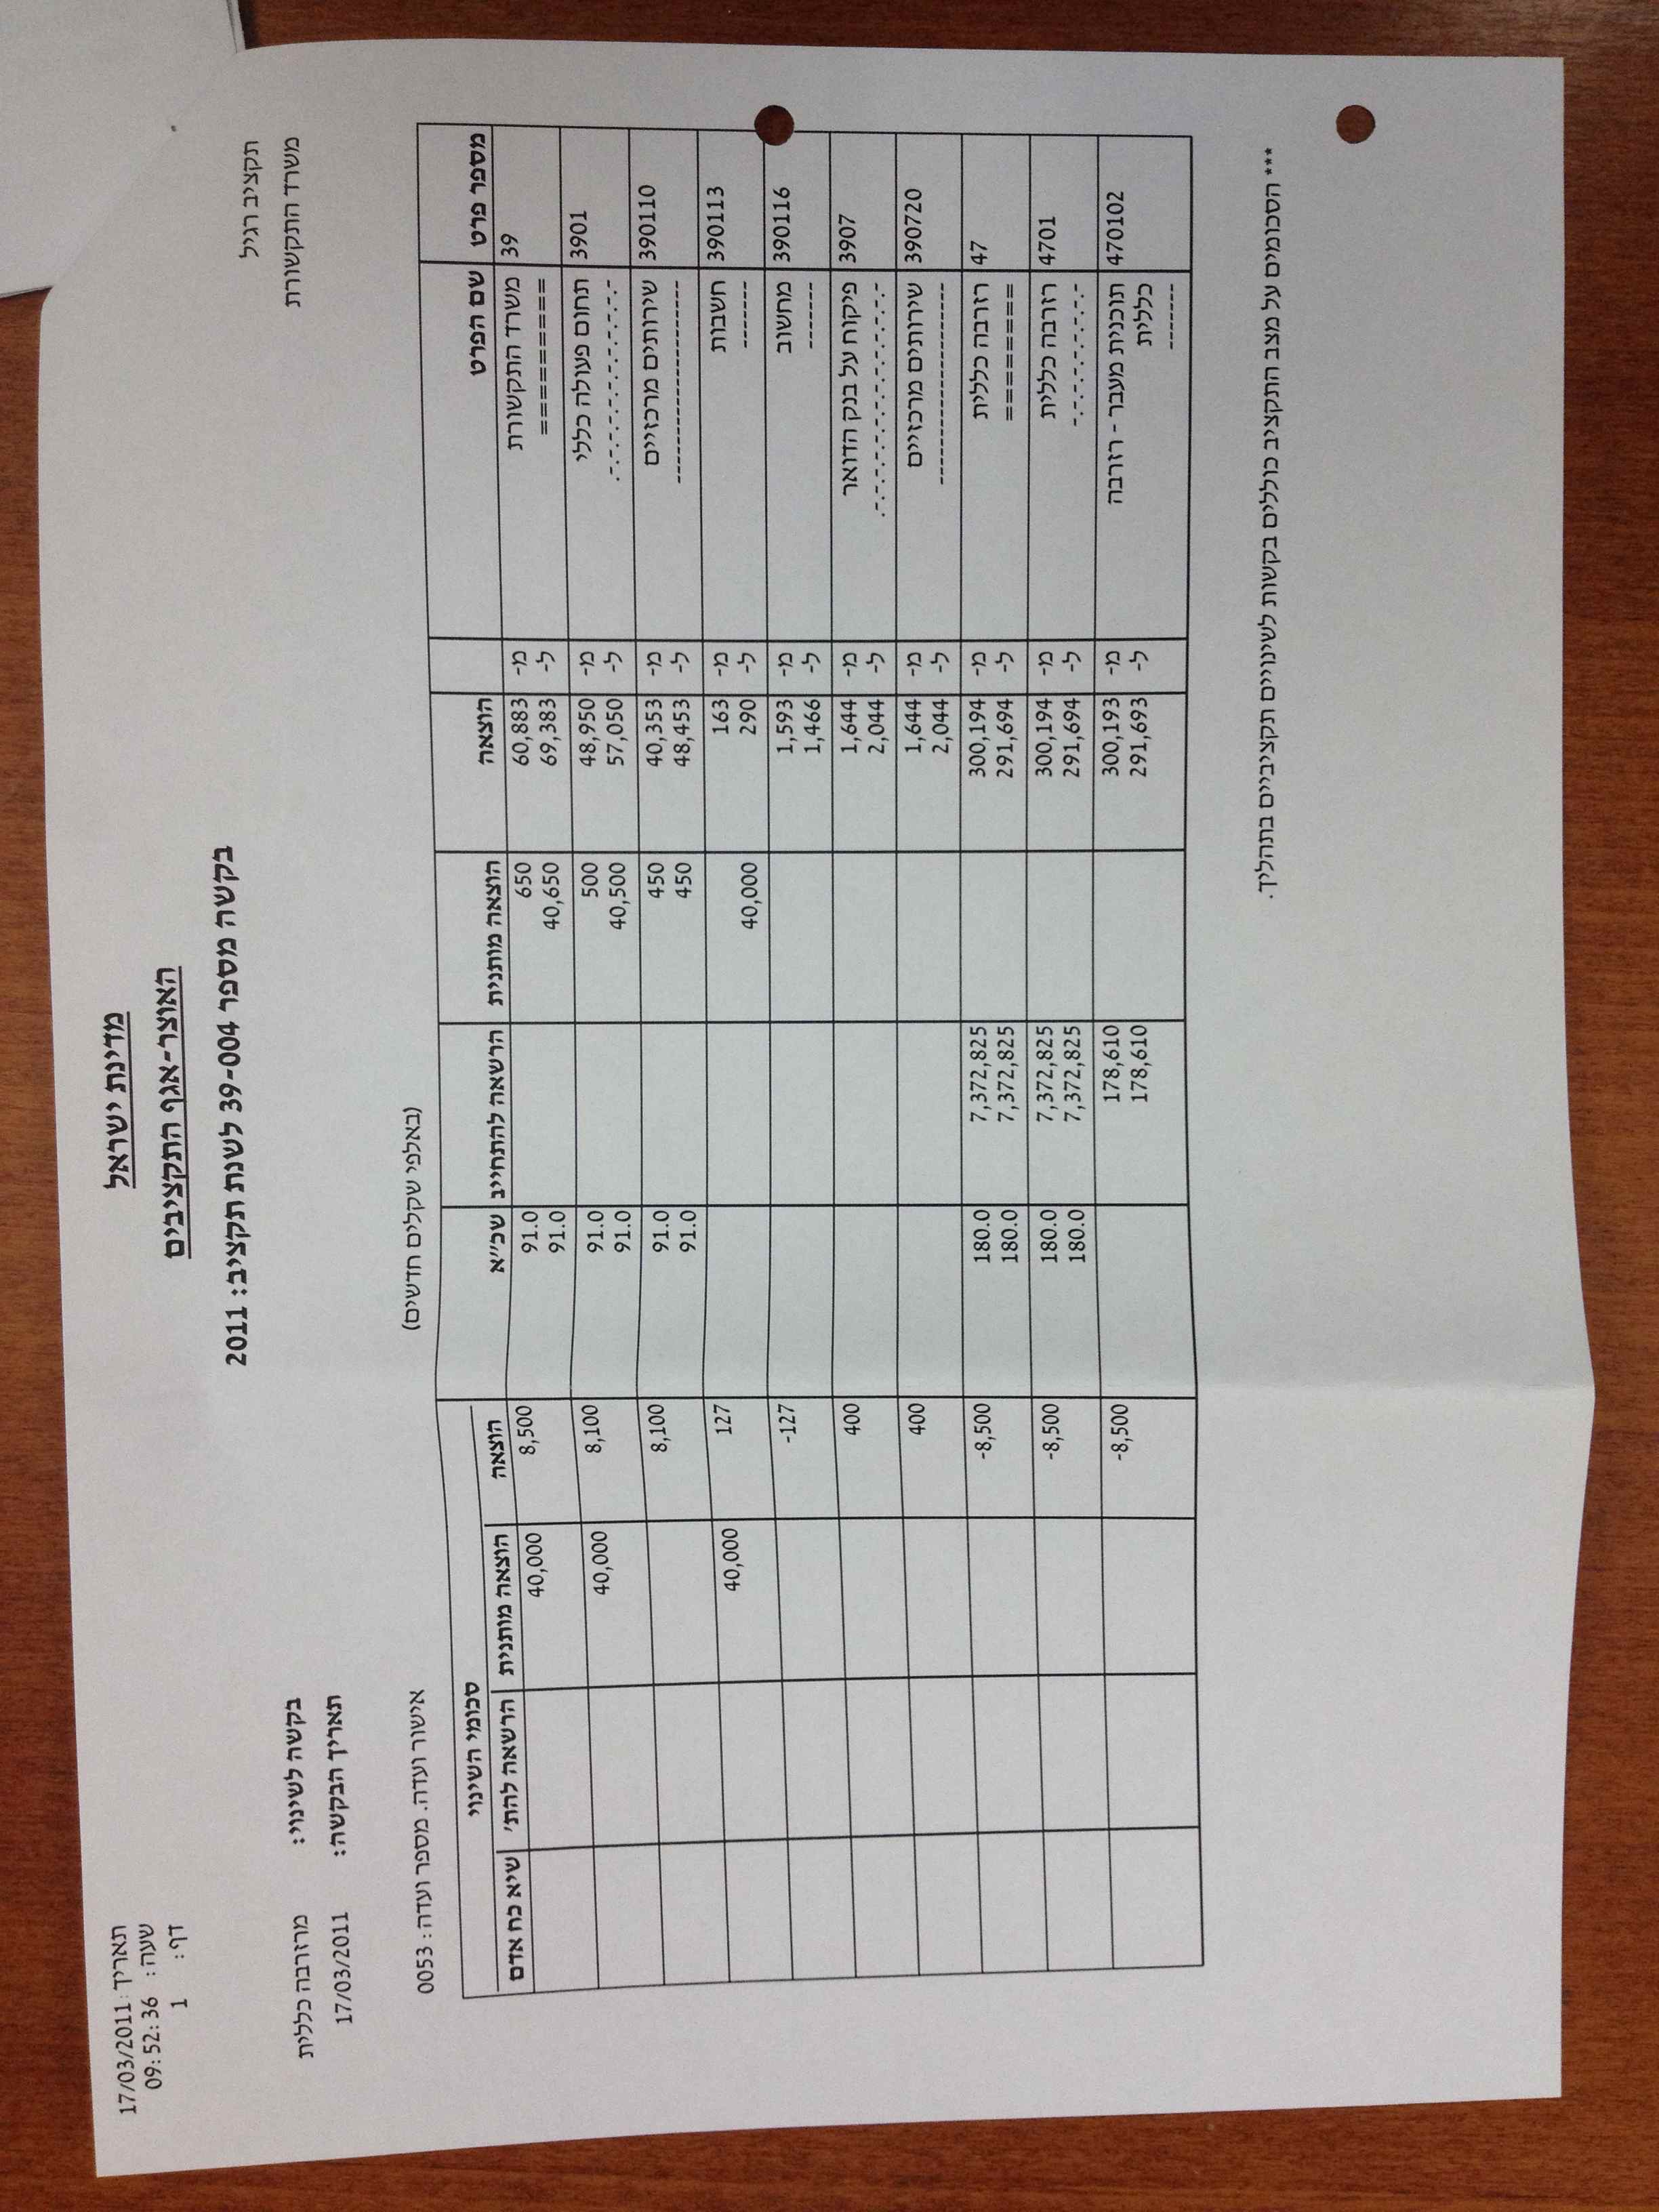 תאריך: 17/03/2011
שעה: 09:52:36
דף: 1
מדינת ישראל
האוצר-אגף התקציבים
בקשה מספר 39-004 לשנת תקציב: 2011
תקציב רגיל
משרד התקשורת
בקשה לשינוי: מרזרבה כללית
תאריך הבקשה: 17/03/2011
(באלפי שקלים חדשים)
אישור ועדה. מספר ועדה: 0053
סכומי השינוי
מספר פרט שם הפרט הוצאה הוצאה מותנית הרשאה להתחייב שכ"א הוצאה הוצאה מותנית הרשאה להת' שיא כח אדם
39 משרד התקשורת מ- 60,883 650 91.0 8,500 40,000
========= ל- 69,383 40,650 91.0
3901 תחום פעולה כללי מ- 48,950 500 91.0 8,100 40,000
.-.-.-.-.-.-.-.-.- ל- 57,050 40,500 91.0
390110 שירותים מרכזיים מ- 40,353 450 91.0 8,100
----------------- ל- 48,453 450 91.0
390113 חשבות מ- 163 127 40,000
------ ל- 290 40,000
390116 מחשוב מ- 1,593 -127
------ ל- 1,466
3907 פיקוח על בנק הדואר מ- 1,644 400
.-.-.-.-.-.-.-.-.-.-.- ל- 2,044
390720 שירותים מרכזיים מ- 1,644 400
----------------- ל- 2,044
47 רזרבה כללית מ- 300,194 7,372,825 180.0 -8,500
======== ל- 291,694 7,372,825 180.0
4701 רזרבה כללית מ- 300,194 7,372,825 180.0 -8,500
.-.-.-.-.-.- ל- 291,694 7,372,825 180.0
470102 תוכנית מעבר - רזרבה מ- 300,193 178,610 -8,500
כללית ל- 291,693 178,610
------
*** הסכומים על מצב התקציב כוללים בקשות לשינויים תקציביים בתהליך.